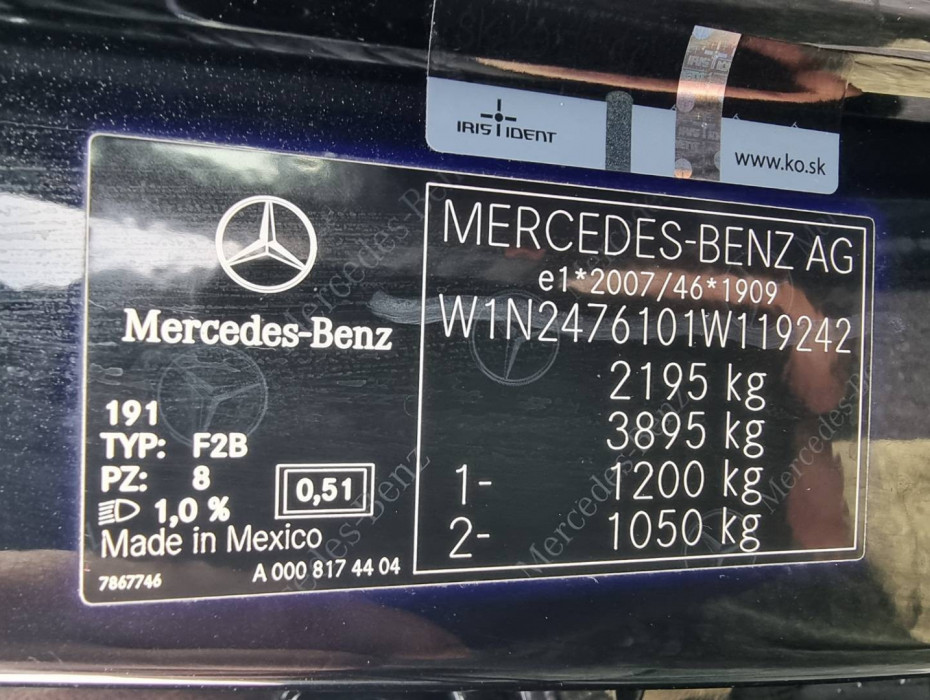 IRIS IDENT
www.ko.sk
Mercedes-Benz
191
TYP: F2B
PZ: 8
1,0 %
0,51
Made in Mexico
7867746
A 000 817 44 04
MERCEDES-BENZ AG
e1*2007/46*1909
W1N2476101W119242
2195 kg
3895 kg
1- 1200 kg
2- 1050 kg